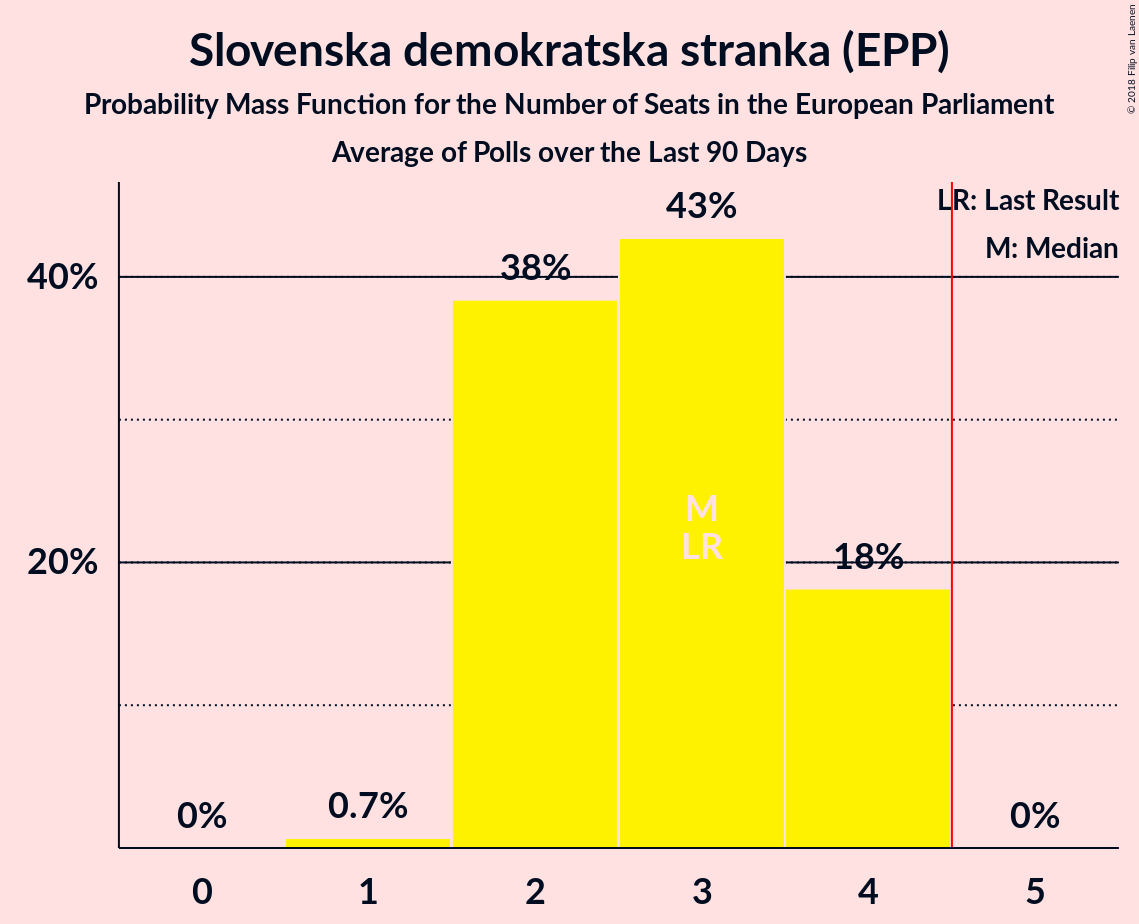 Slovenska demokratska stranka (EPP)
Probability Mass Function for the Number of Seats in the European Parliament
Average of Polls over the Last 90 Days
© 2018 Filip van Laenen
LR: Last Result
M: Median
40%
20%
0%
0.7%
38%
43%
18%
0%
M
LR
0 1 2 3 4 5